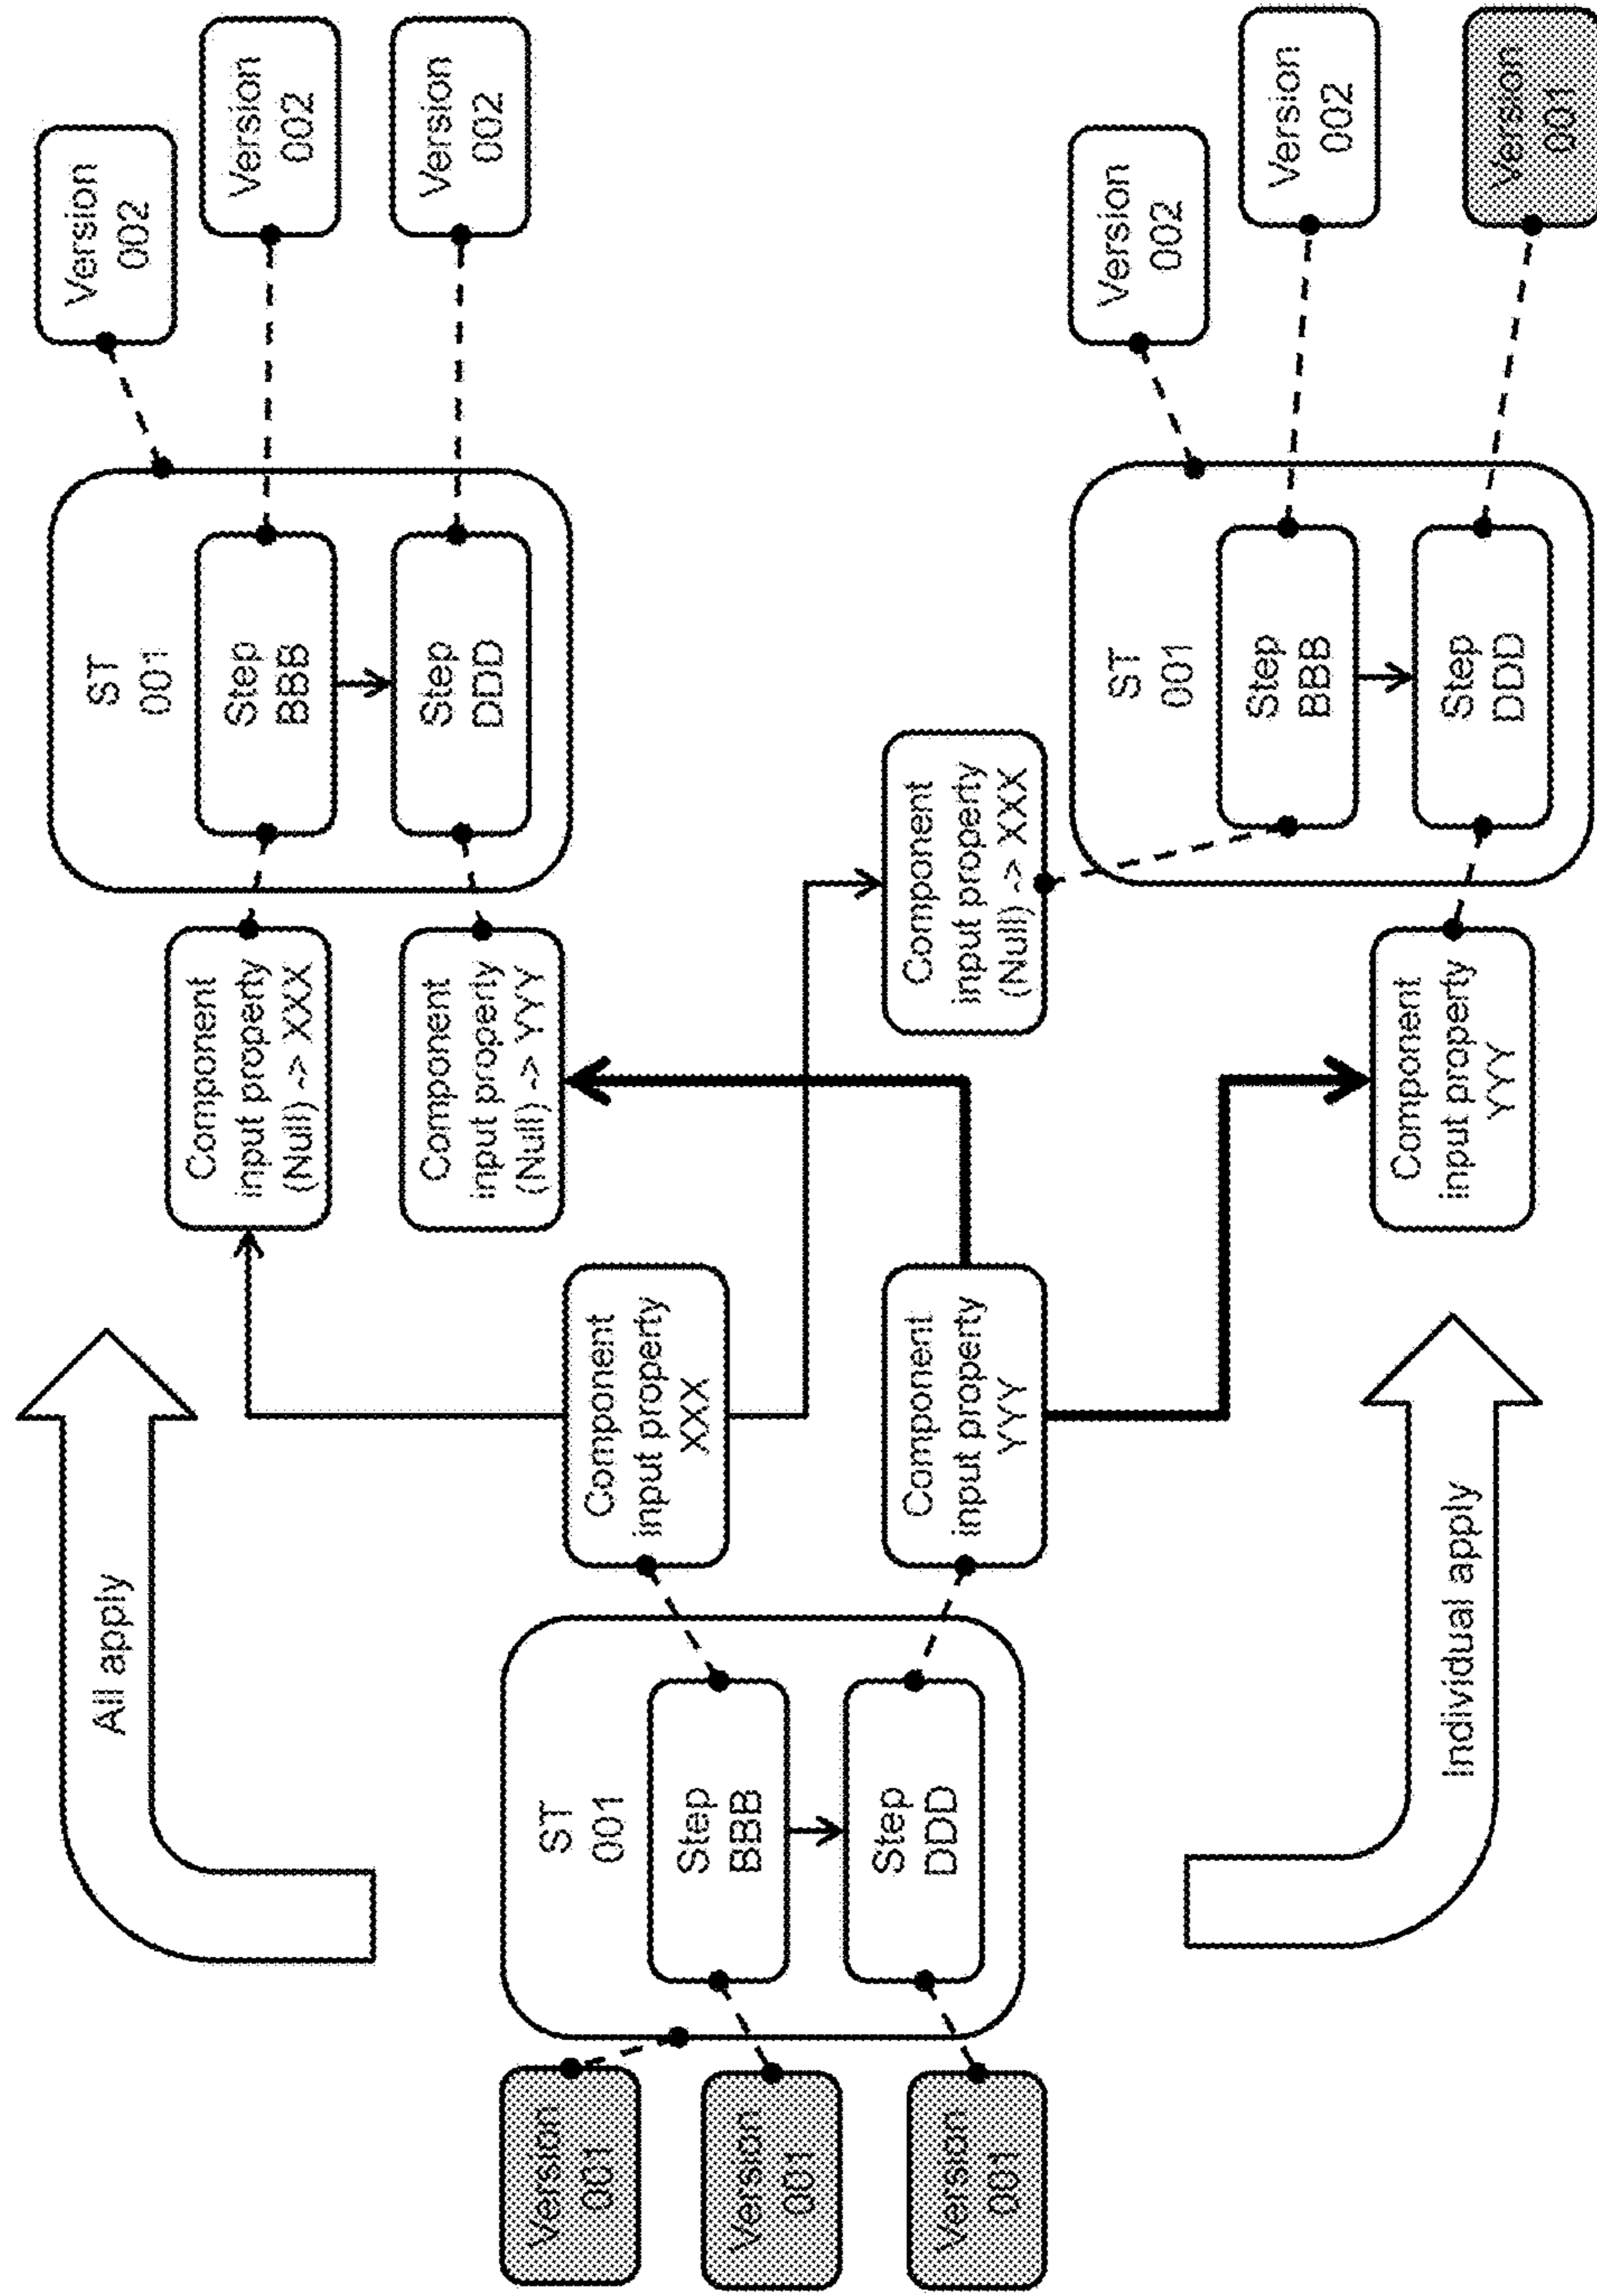 Version
001
Version
001
Version
001
ST
001
Step
BBB
Step
DDD
All apply
Individual apply
Component
input property
XXX
Component
input property
YYY
Component
input property
(Null) -> XXX
Component
input property
(Null) -> YYY
ST
001
Step
BBB
Step
DDD
Version
002
Version
002
Version
002
Component
input property
(Null) -> XXX
Component
input property
YYY
ST
001
Step
BBB
Step
DDD
Version
002
Version
002
Version
001